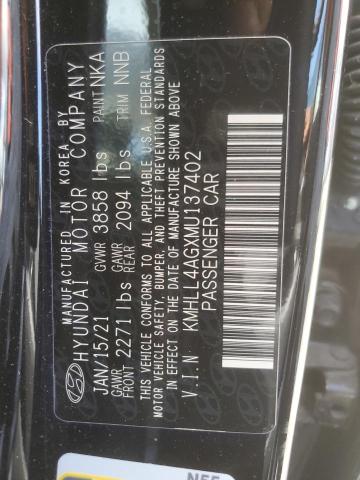 MANUFACTURED IN KOREA BY
HYUNDAI MOTOR COMPANY
JAN/15/21 GVWR 3858 lbs PAINT NKA
GAWR FRONT 2271 lbs GAWR REAR 2094 lbs TRIM NNB
THIS VEHICLE CONFORMS TO ALL APPLICABLE U.S.A. FEDERAL
MOTOR VEHICLE SAFETY, BUMPER, AND THEFT PREVENTION STANDARDS
IN EFFECT ON THE DATE OF MANUFACTURE SHOWN ABOVE
V.I.N KMHLL4AGXMU137402
PASSENGER CAR